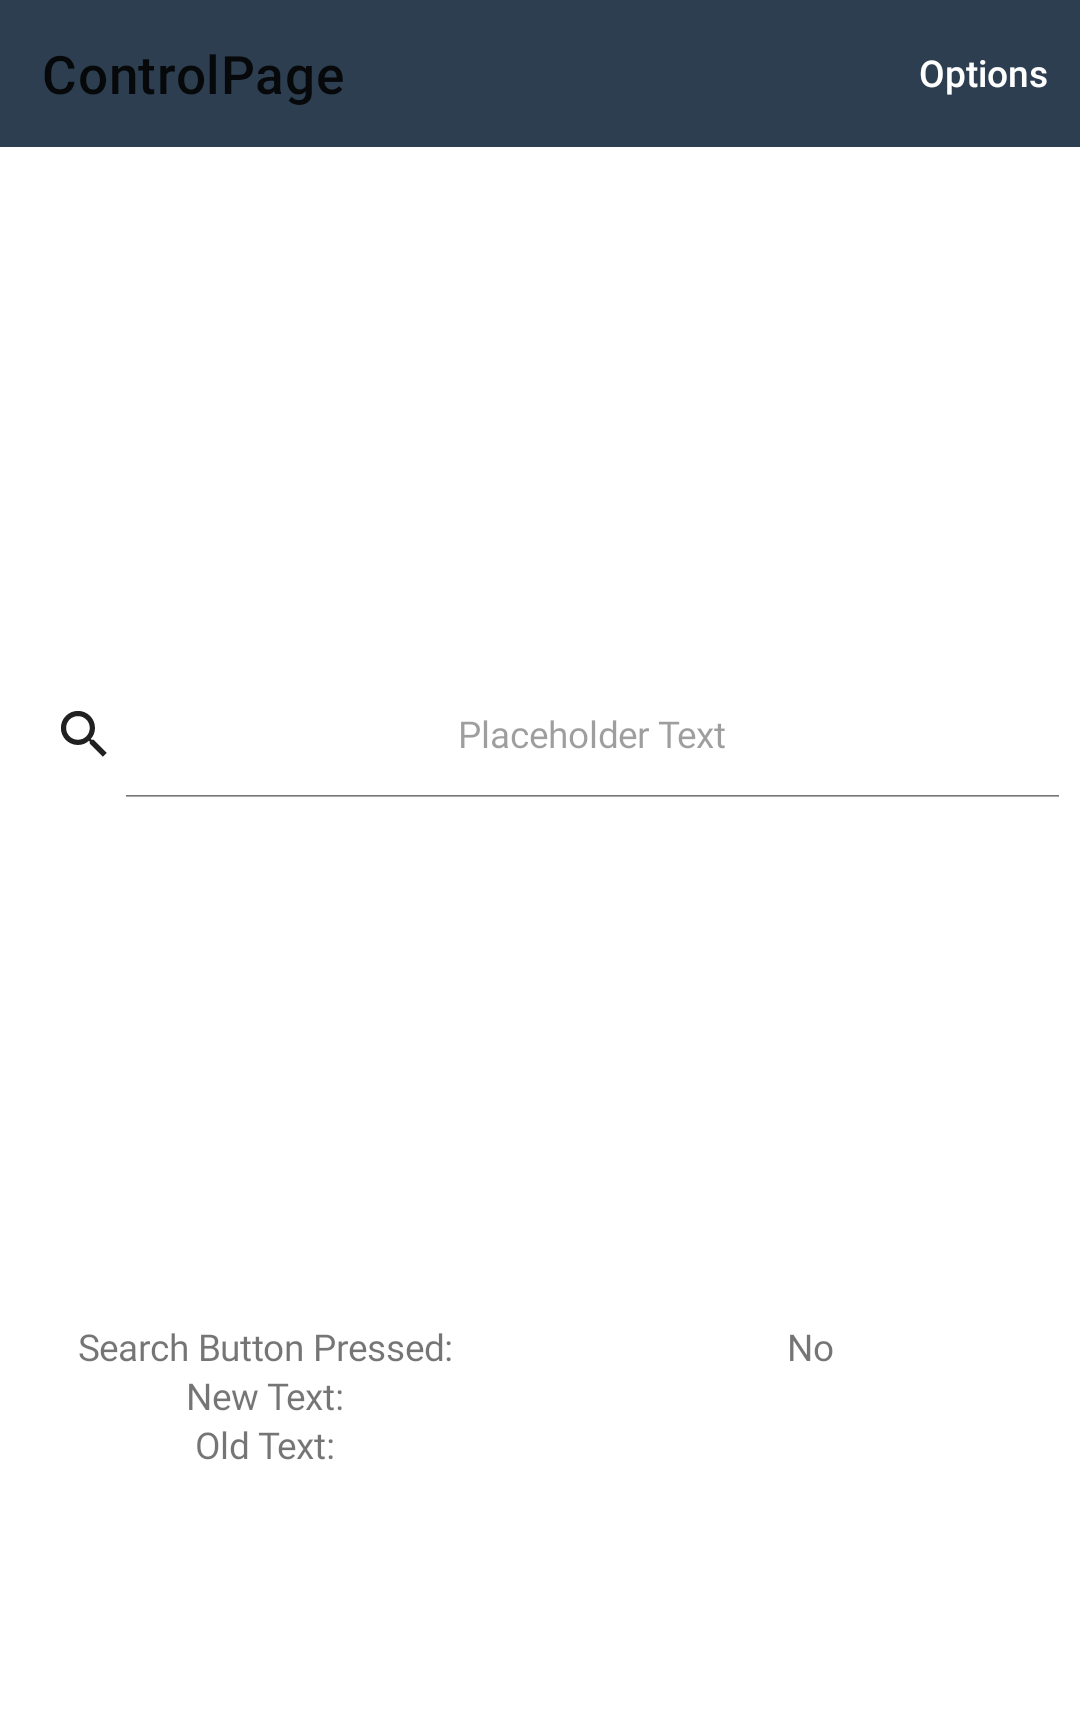 ControlPage
Options
Placeholder Text
Search Button Pressed: No
New Text:
Old Text: